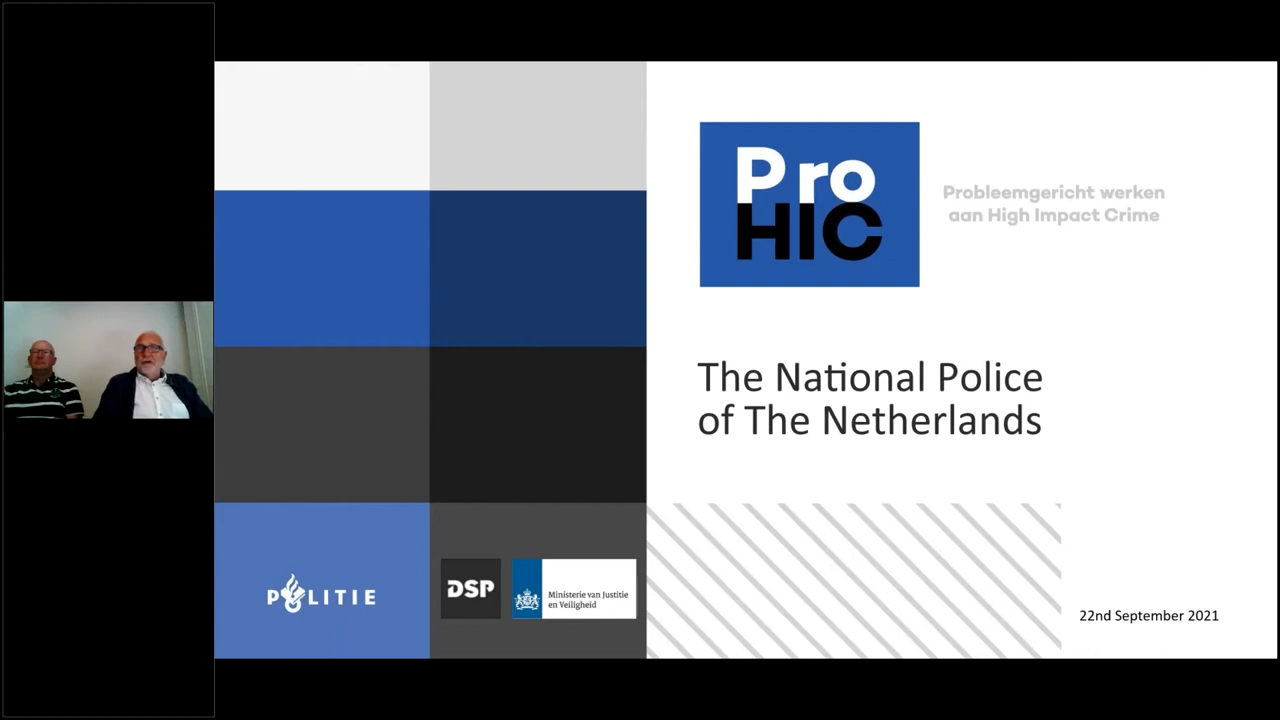 Pro
HIC
Probleemgericht werken
aan High Impact Crime
The National Police
of The Netherlands
POLITIE
DSP
Ministerie van Justitie
en Veiligheid
22nd September 2021